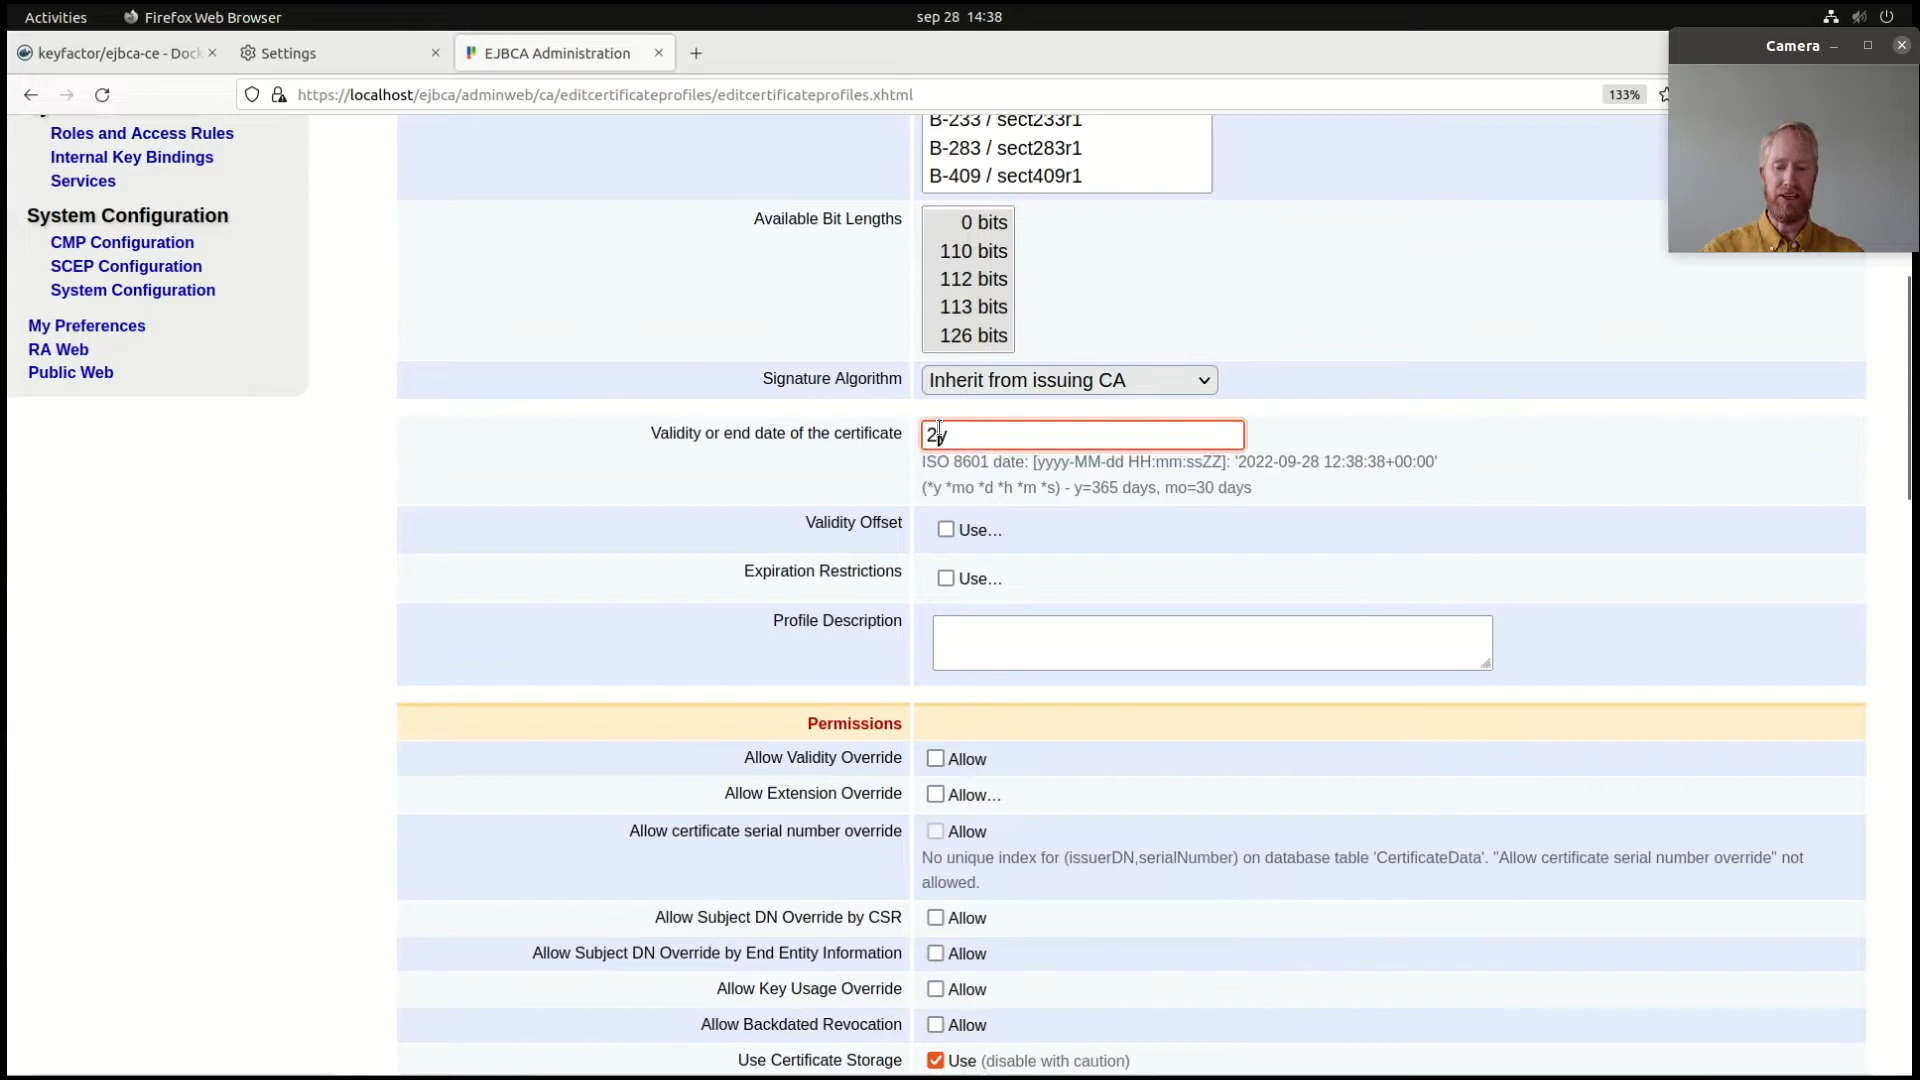 Activities
Firefox Web Browser
sep 28 14:38
keyfactor/ejbca-ce - Dock
Settings
EJBCA Administration
Camera
https://localhost/ejbca/adminweb/ca/editcertificateprofiles/editcertificateprofiles.xhtml
133%
Roles and Access Rules
Internal Key Bindings
Services
System Configuration
CMP Configuration
SCEP Configuration
System Configuration
My Preferences
RA Web
Public Web
B-233 / sect233r1
B-283 / sect283r1
B-409 / sect409r1
Available Bit Lengths
0 bits
110 bits
112 bits
113 bits
126 bits
Signature Algorithm
Inherit from issuing CA
Validity or end date of the certificate
2y
ISO 8601 date: [yyyy-MM-dd HH:mm:ssZZ]: '2022-09-28 12:38:38+00:00'
(*y *mo *d *h *m *s) - y=365 days, mo=30 days
Validity Offset
Use…
Expiration Restrictions
Use…
Profile Description
Permissions
Allow Validity Override
Allow
Allow Extension Override
Allow…
Allow certificate serial number override
Allow
No unique index for (issuerDN,serialNumber) on database table 'CertificateData'. "Allow certificate serial number override" not
allowed.
Allow Subject DN Override by CSR
Allow
Allow Subject DN Override by End Entity Information
Allow
Allow Key Usage Override
Allow
Allow Backdated Revocation
Allow
Use Certificate Storage
Use (disable with caution)